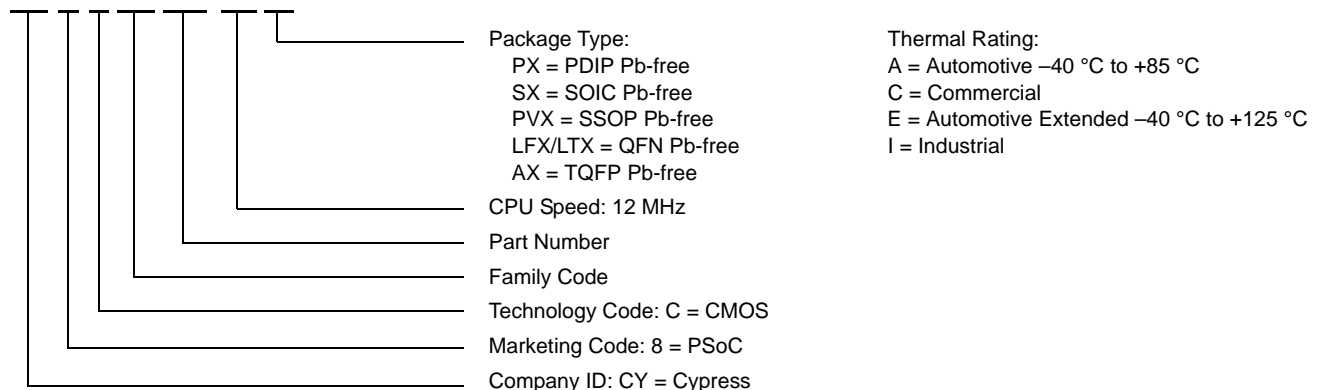 Package Type:
PX = PDIP Pb-free
SX = SOIC Pb-free
PVX = SSOP Pb-free
LFX/LTX = QFN Pb-free
AX = TQFP Pb-free
Thermal Rating:
A = Automotive –40 °C to +85 °C
C = Commercial
E = Automotive Extended –40 °C to +125 °C
I = Industrial
CPU Speed: 12 MHz
Part Number
Family Code
Technology Code: C = CMOS
Marketing Code: 8 = PSoC
Company ID: CY = Cypress